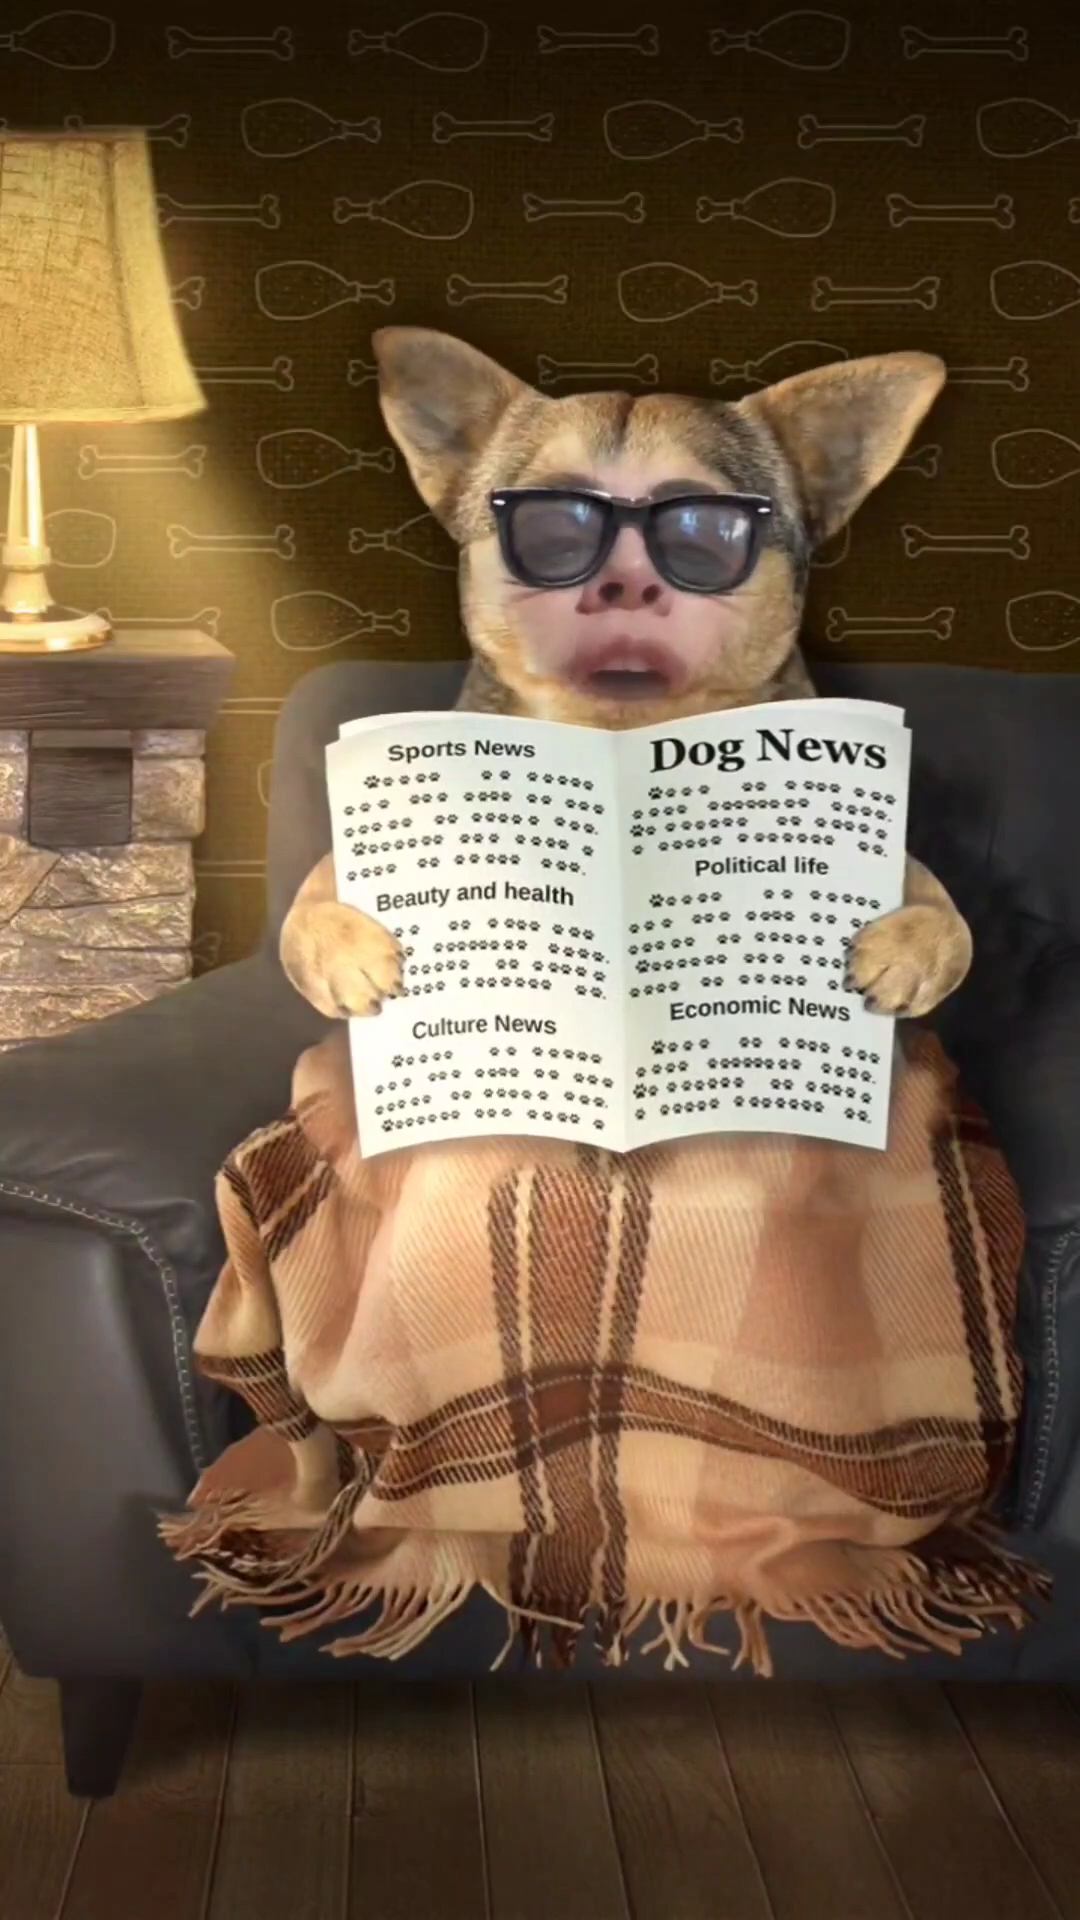 Sports News
Beauty and health
Culture News
Dog News
Political life
Economic News